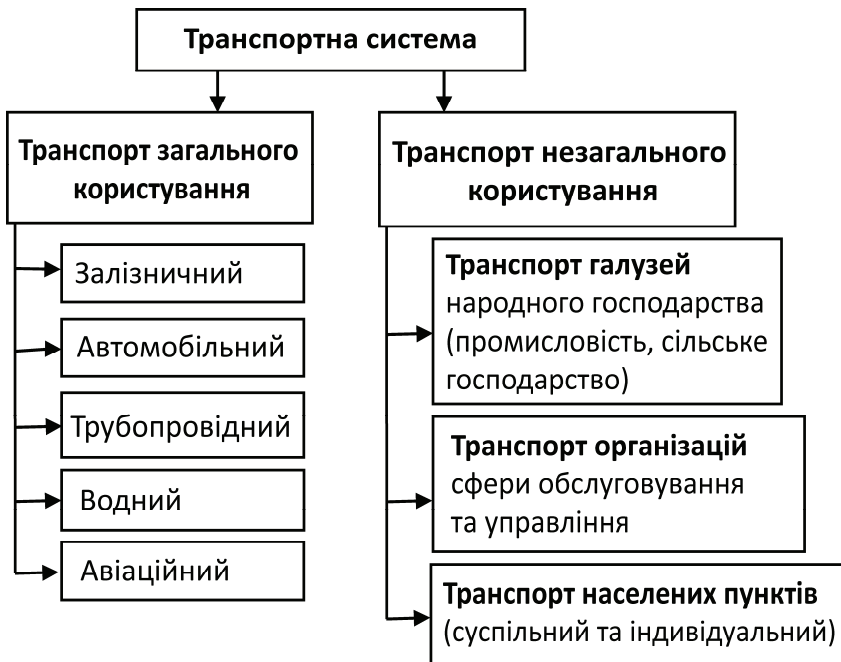 Транспортна система
Транспорт загального
користування
Залізничний
Автомобільний
Трубопровідний
Водний
Авіаційний
Транспорт незагального
користування
Транспорт галузей
народного господарства
(промисловість, сільське
господарство)
Транспорт організацій
сфери обслуговування
та управління
Транспорт населених пунктів
(суспільний та індивідуальний)